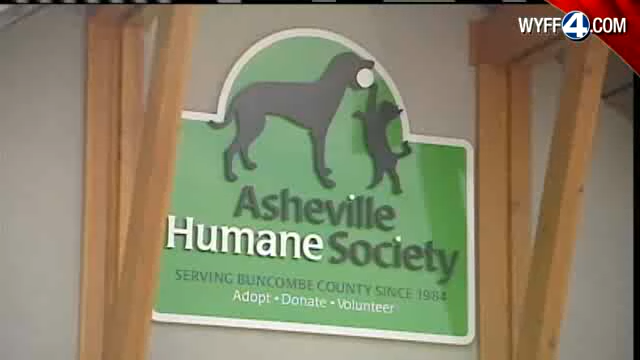 WYFF4.COM
Asheville
Humane Society
SERVING BUNCOMBE COUNTY SINCE 1984
Adopt • Donate • Volunteer